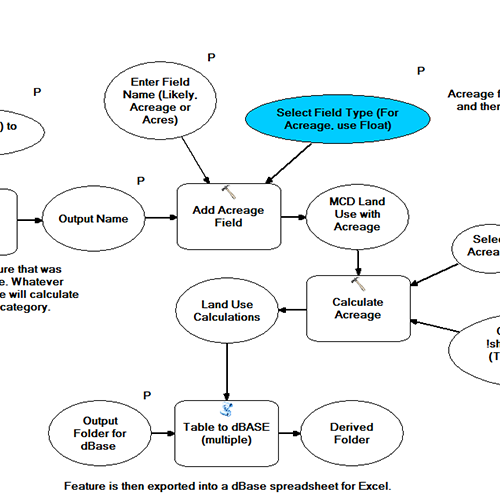 P
Enter Field
Name (Likely.
Acreage or
Acres)
P
Select Field Type (For
Acreage, use Float)
Acreage f
and then
P
) to
P
Output Name
Add Acreage
Field
MCD Land
Use with
Acreage
Selec
Acrea
ure that was
e. Whatever
e will calculate
category.
Land Use
Calculations
Calculate
Acreage
!sh
(T
P
Output
Folder for
dBase
Table to dBASE
(multiple)
Derived
Folder
Feature is then exported into a dBase spreadsheet for Excel.